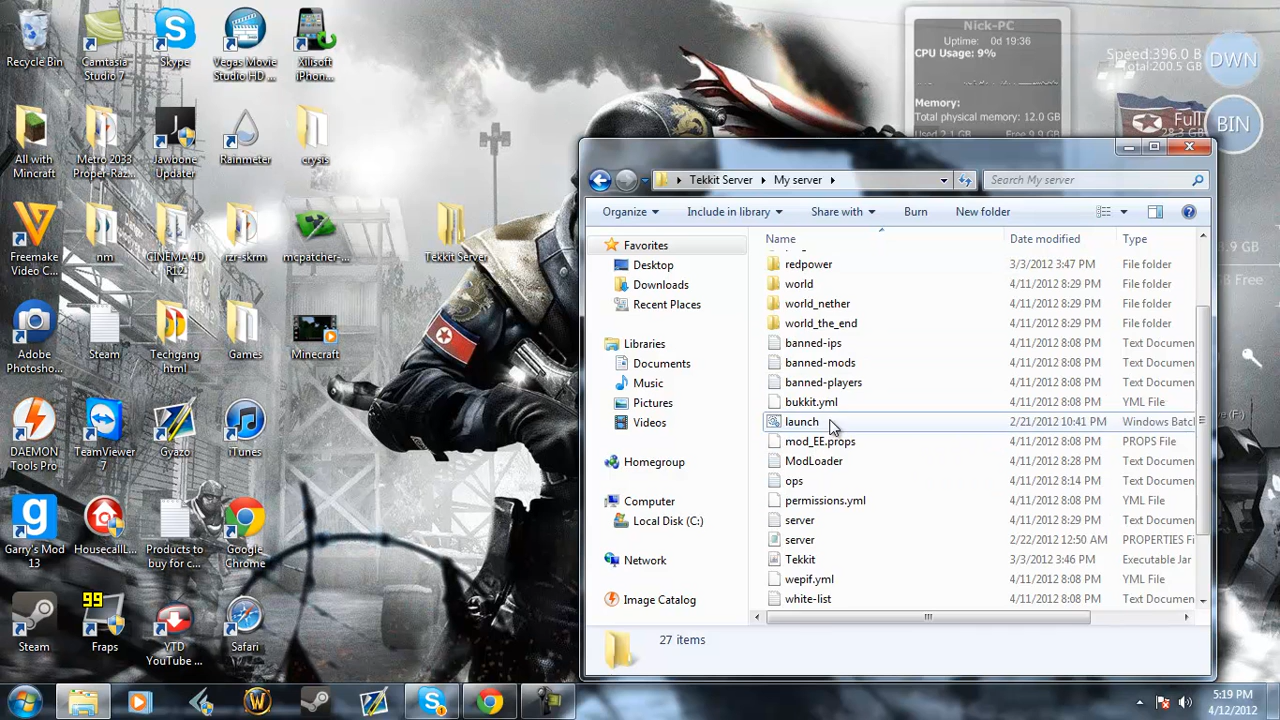 Recycle Bin
Camtasia Studio 7
Skype
Vegas Movie Studio HD ...
Xilisoft iPhon...
All with Mincraft
Metro 2033 Proper-Raz...
Jawbone Updater
Rainmeter
crysis
Freemake Video C...
nm
CINEMA 4D R12
rzr-skrm
mcpatcher-...
Tekkit Server
Adobe Photosho...
Steam
Techgang html
Games
Minecraft
DAEMON Tools Pro
TeamViewer 7
Gyazo
iTunes
Garry's Mod 13
HousecallL...
Products to buy for c...
Google Chrome
99
Steam
Fraps
YTD YouTube ...
Safari
Nick-PC
Uptime: 0d 19:36
CPU Usage: 9%
Memory:
Total physical memory: 12.0 GB
Used 2.1 GB Free 9.9 GB
Speed:396.0 B
Total:200.5 GB
DWN
Full
28.3 GB
BIN
Tekkit Server
My server
Search My server
Organize
Include in library
Share with
Burn
New folder
Favorites
Desktop
Downloads
Recent Places
Libraries
Documents
Music
Pictures
Videos
Homegroup
Computer
Local Disk (C:)
Network
Image Catalog
Name Date modified Type
redpower 3/3/2012 3:47 PM File folder
world 4/11/2012 8:29 PM File folder
world_nether 4/11/2012 8:29 PM File folder
world_the_end 4/11/2012 8:29 PM File folder
banned-ips 4/11/2012 8:08 PM Text Documen
banned-mods 4/11/2012 8:08 PM Text Documen
banned-players 4/11/2012 8:08 PM Text Documen
bukkit.yml 4/11/2012 8:08 PM YML File
launch 2/21/2012 10:41 PM Windows Batcl
mod_EE.props 4/11/2012 8:08 PM PROPS File
ModLoader 4/11/2012 8:28 PM Text Documen
ops 4/11/2012 8:14 PM Text Documen
permissions.yml 4/11/2012 8:08 PM YML File
server 4/11/2012 8:29 PM Text Documen
server 2/22/2012 12:50 AM PROPERTIES Fi
Tekkit 3/3/2012 3:46 PM Executable Jar
wepif.yml 4/11/2012 8:08 PM YML File
white-list 4/11/2012 8:08 PM Text Documen
27 items
5:19 PM
4/12/2012